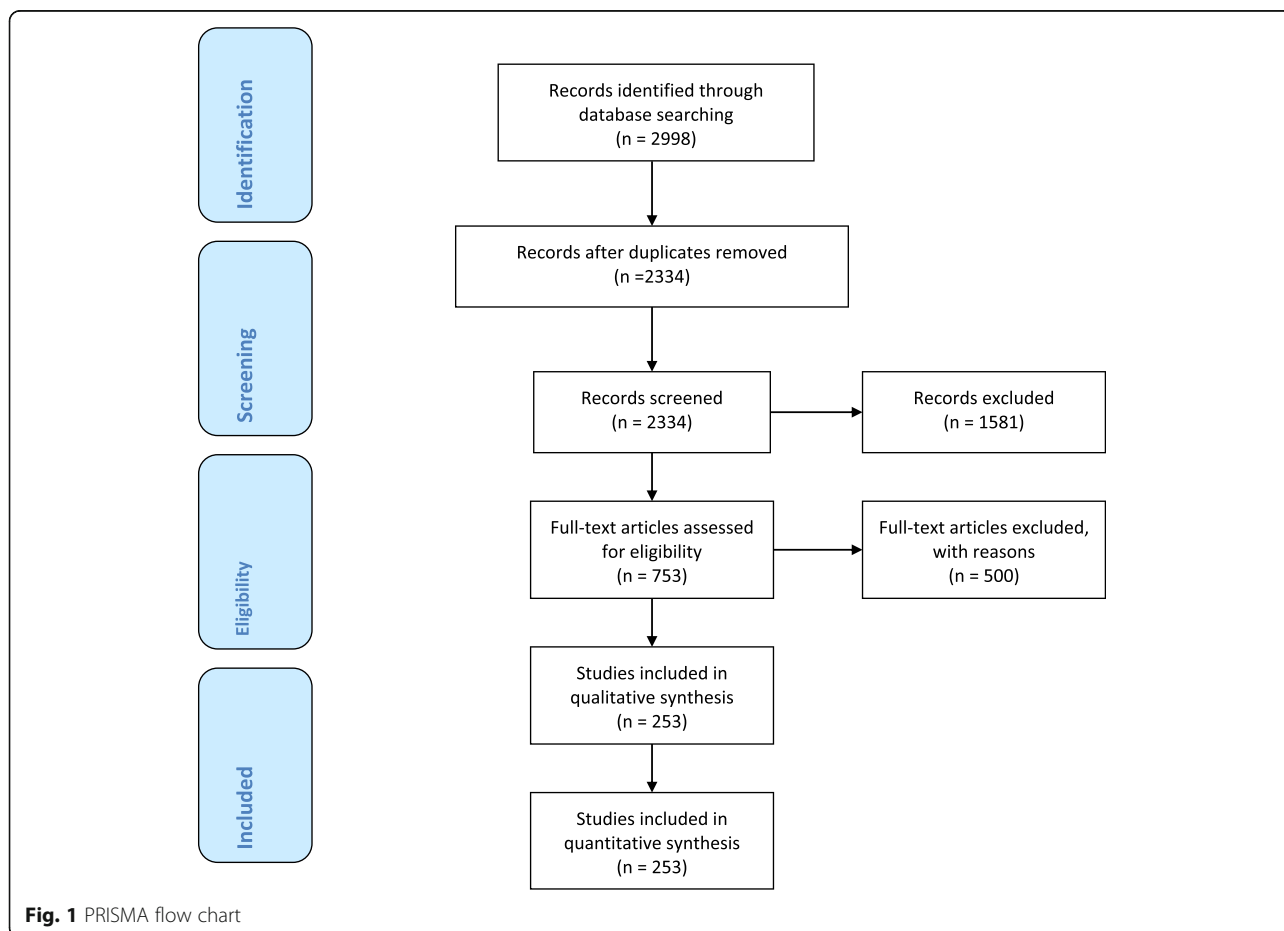 Identification
Records identified through
database searching
(n = 2998)
Records after duplicates removed
(n =2334)
Screening
Records screened
(n = 2334)
Records excluded
(n = 1581)
Eligibility
Full-text articles assessed
for eligibility
(n = 753)
Full-text articles excluded,
with reasons
(n = 500)
Studies included in
qualitative synthesis
(n = 253)
Included
Studies included in
quantitative synthesis
(n = 253)
Fig. 1 PRISMA flow chart